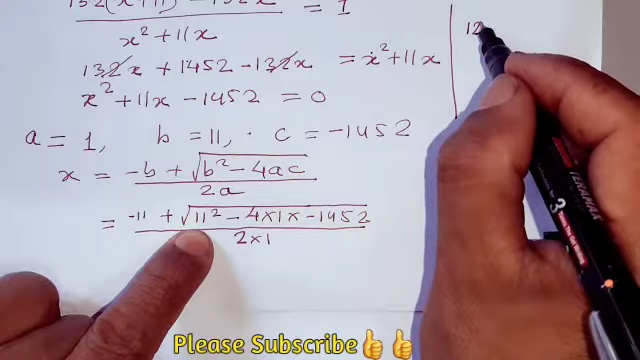 132(x+11) - 132x = 1
x² + 11x
132x + 1452 - 132x = x² + 11x
x² + 11x - 1452 = 0
a = 1, b = 11, c = -1452
x = -b + √b² - 4ac
2a
= -11 + √11² - 4×1×-1452
2×1
12
Please Subscribe👍👍